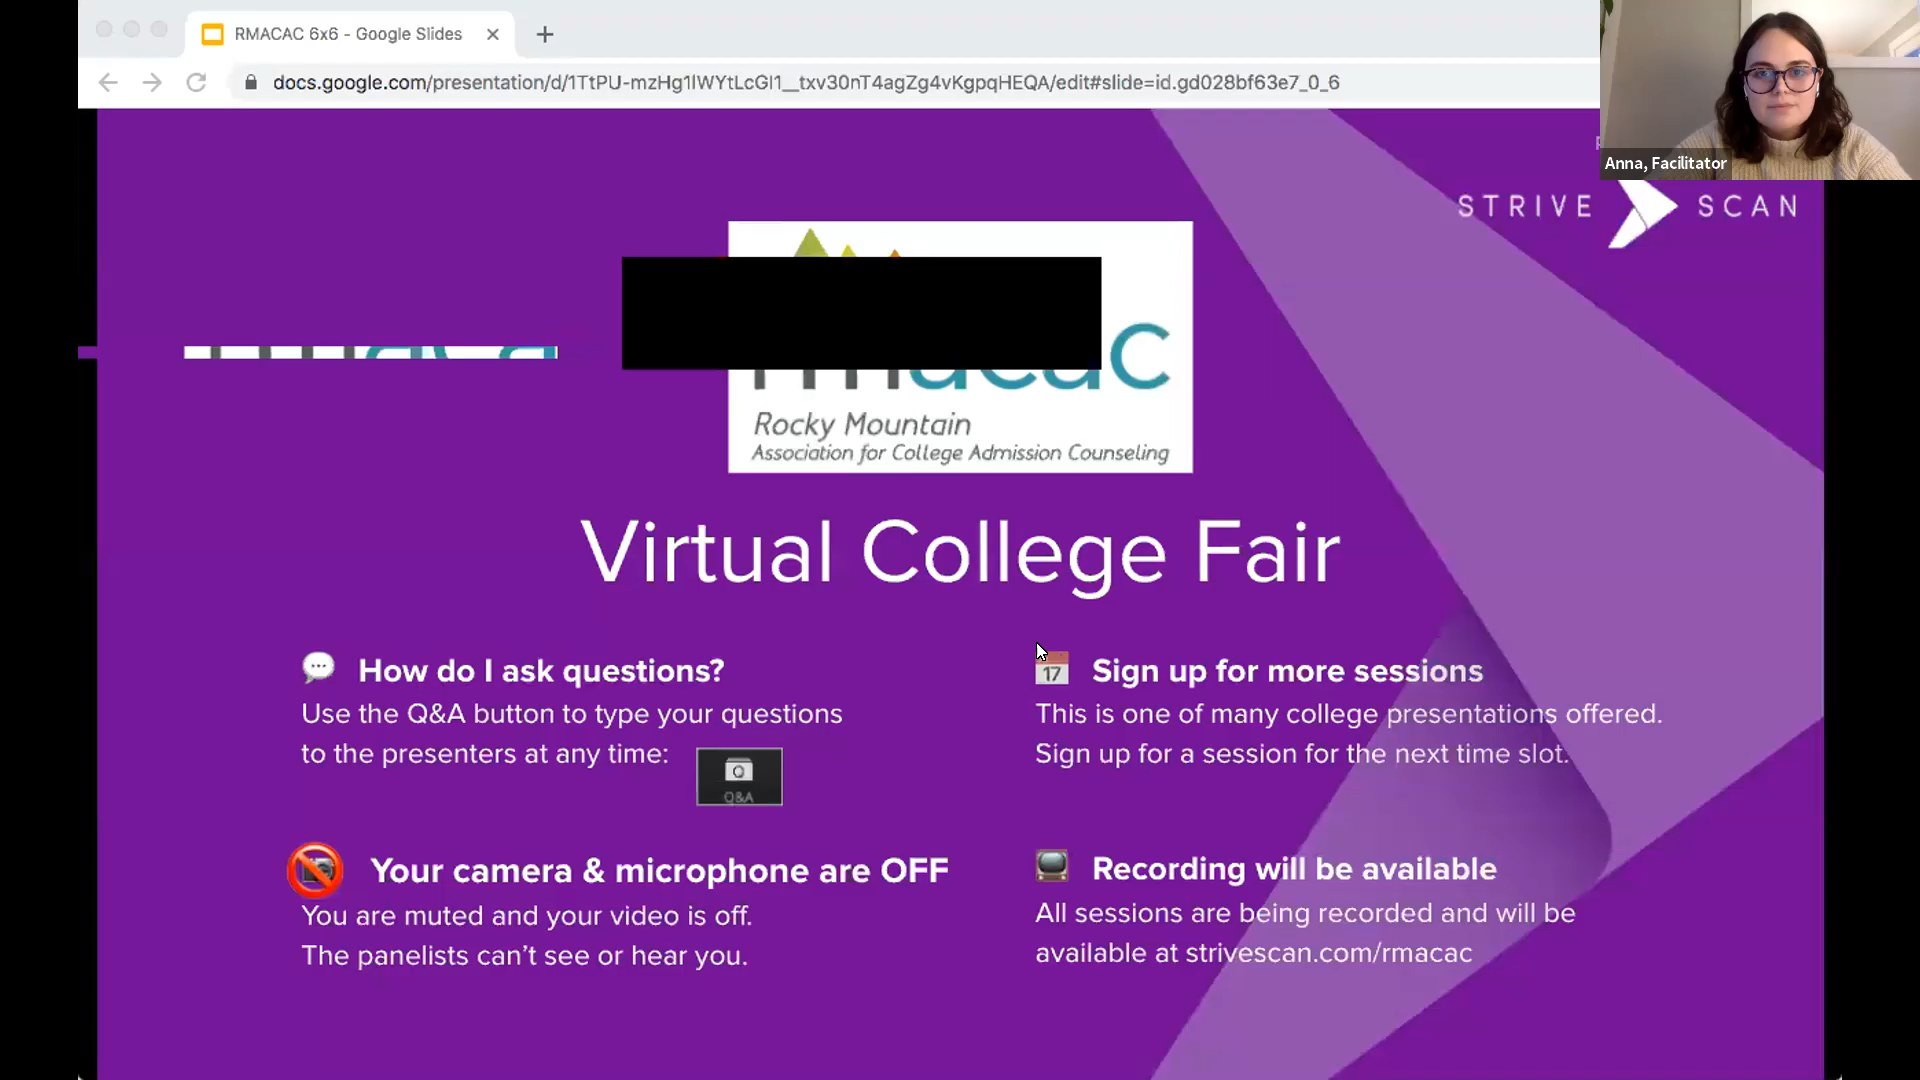 RMACAC 6x6 - Google Slides
docs.google.com/presentation/d/1TtPU-mzHg1lWYtLcGl1__txv30nT4agZg4vKgpqHEQA/edit#slide=id.gd028bf63e7_0_6
Anna, Facilitator
STRIVE SCAN
rmacac
Rocky Mountain
Association for College Admission Counseling
Virtual College Fair
How do I ask questions?
Use the Q&A button to type your questions
to the presenters at any time:
Q&A
17
Sign up for more sessions
This is one of many college presentations offered.
Sign up for a session for the next time slot.
Your camera & microphone are OFF
You are muted and your video is off.
The panelists can’t see or hear you.
Recording will be available
All sessions are being recorded and will be
available at strivescan.com/rmacac